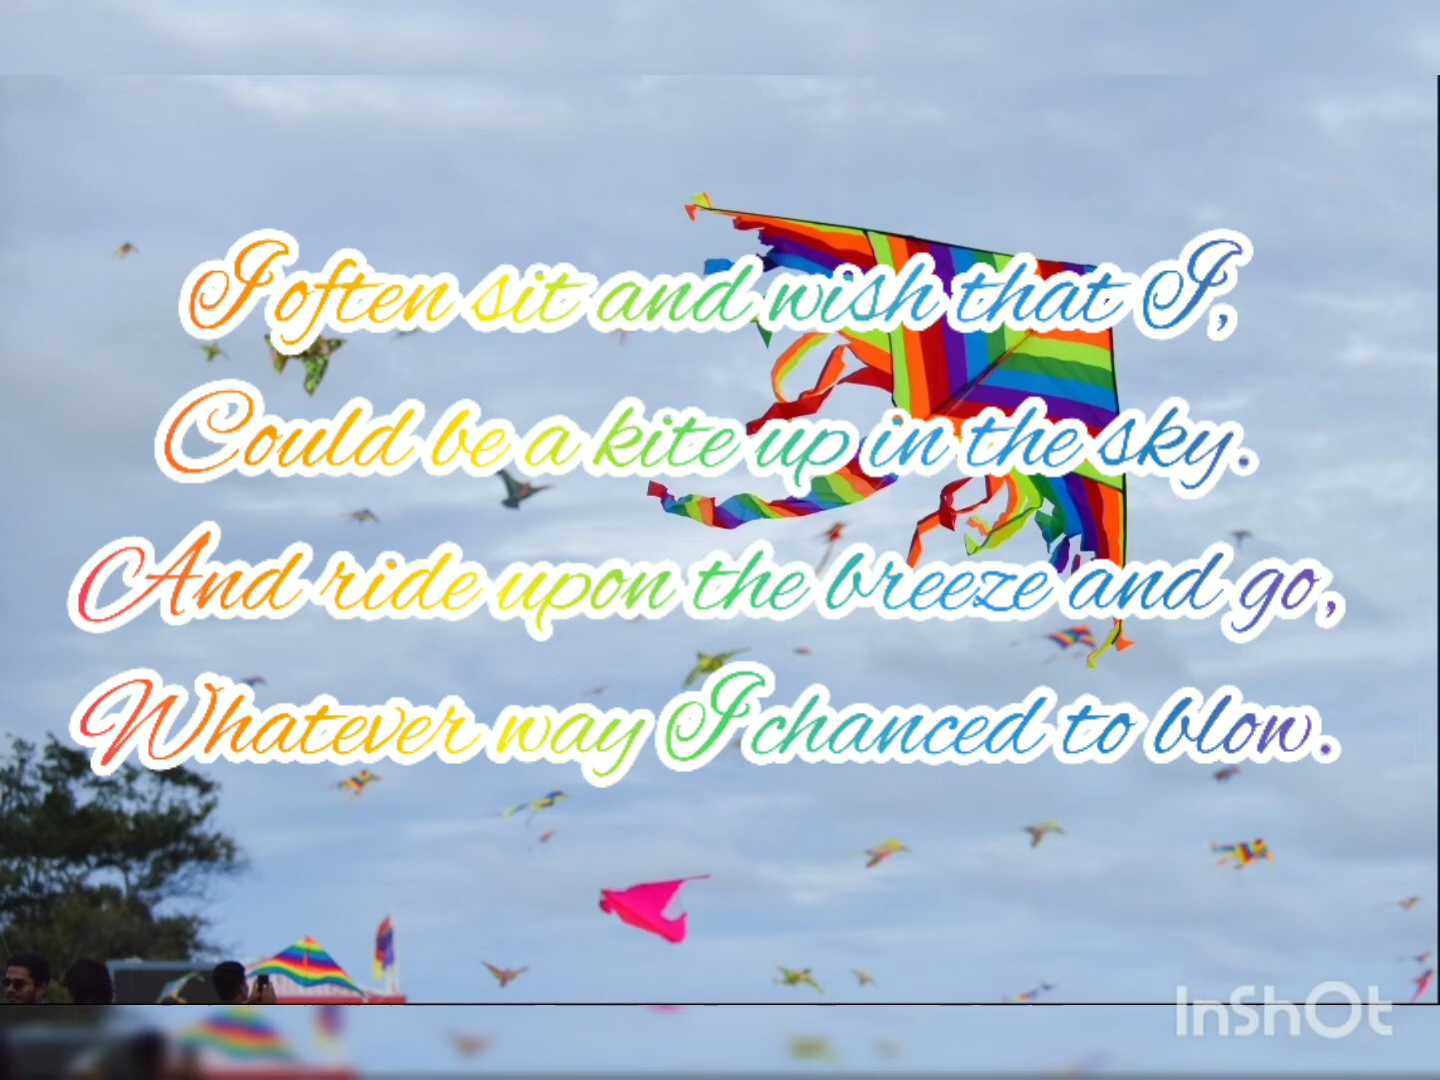 I often sit and wish that I,
Could be a kite up in the sky.
And ride upon the breeze and go,
Whatever way I chanced to blow.
InShOt